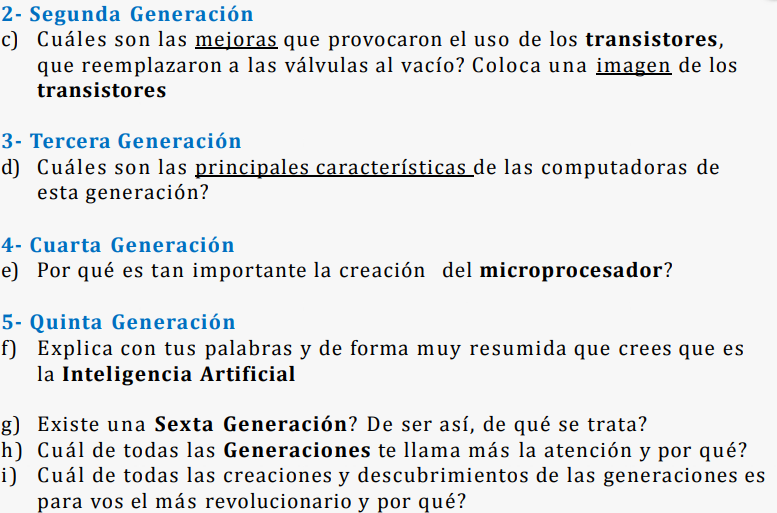 2- Segunda Generación
c) Cuáles son las mejoras que provocaron el uso de los transistores,
que reemplazaron a las válvulas al vacío? Coloca una imagen de los
transistores
3- Tercera Generación
d) Cuáles son las principales características de las computadoras de
esta generación?
4- Cuarta Generación
e) Por qué es tan importante la creación del microprocesador?
5- Quinta Generación
f) Explica con tus palabras y de forma muy resumida que crees que es
la Inteligencia Artificial
g) Existe una Sexta Generación? De ser así, de qué se trata?
h) Cuál de todas las Generaciones te llama más la atención y por qué?
i) Cuál de todas las creaciones y descubrimientos de las generaciones es
para vos el más revolucionario y por qué?